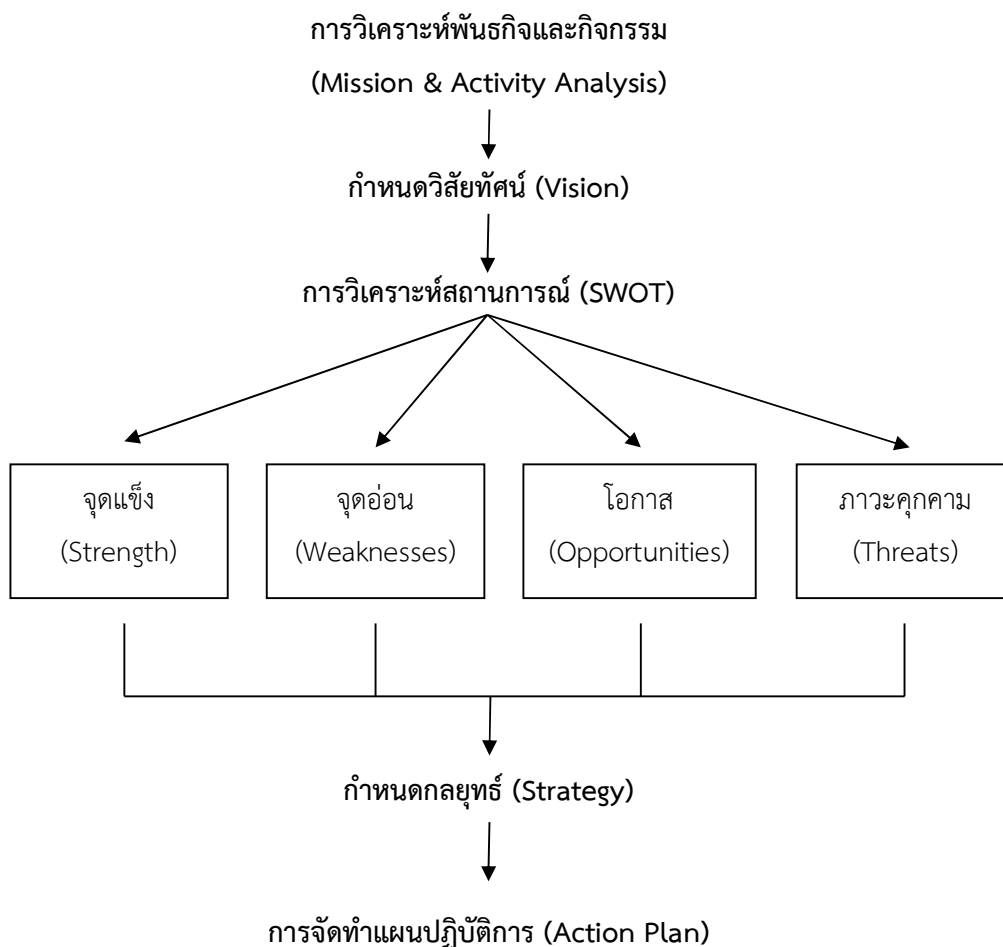 การวิเคราะห์พันธกิจและกิจกรรม
(Mission & Activity Analysis)
กำหนดวิสัยทัศน์ (Vision)
การวิเคราะห์สถานการณ์ (SWOT)
จุดแข็ง
(Strength)
จุดอ่อน
(Weaknesses)
โอกาส
(Opportunities)
ภาวะคุกคาม
(Threats)
กำหนดกลยุทธ์ (Strategy)
การจัดทำแผนปฏิบัติการ (Action Plan)